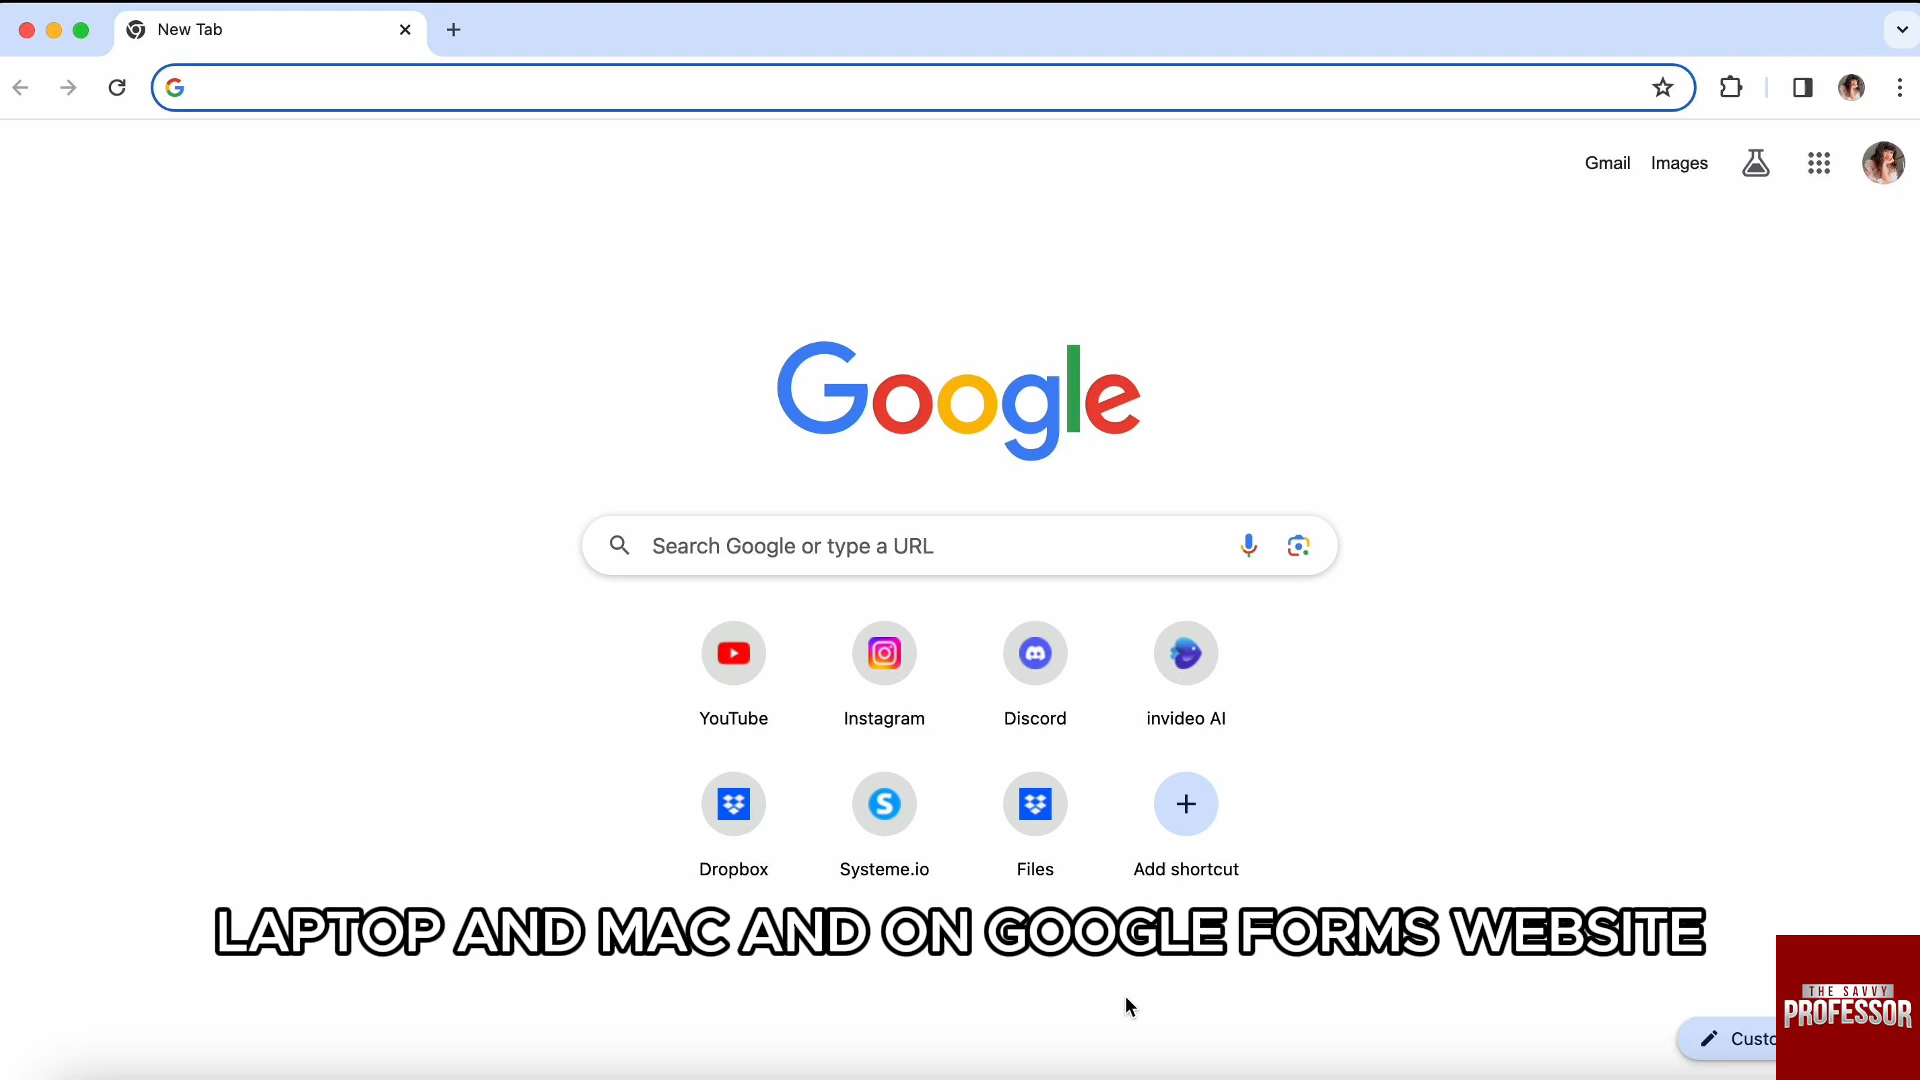 New Tab
Gmail Images
Google
Search Google or type a URL
YouTube Instagram Discord invideo AI
Dropbox Systeme.io Files Add shortcut
LAPTOP AND MAC AND ON GOOGLE FORMS WEBSITE
THE SAVVY
PROFESSOR
Custo